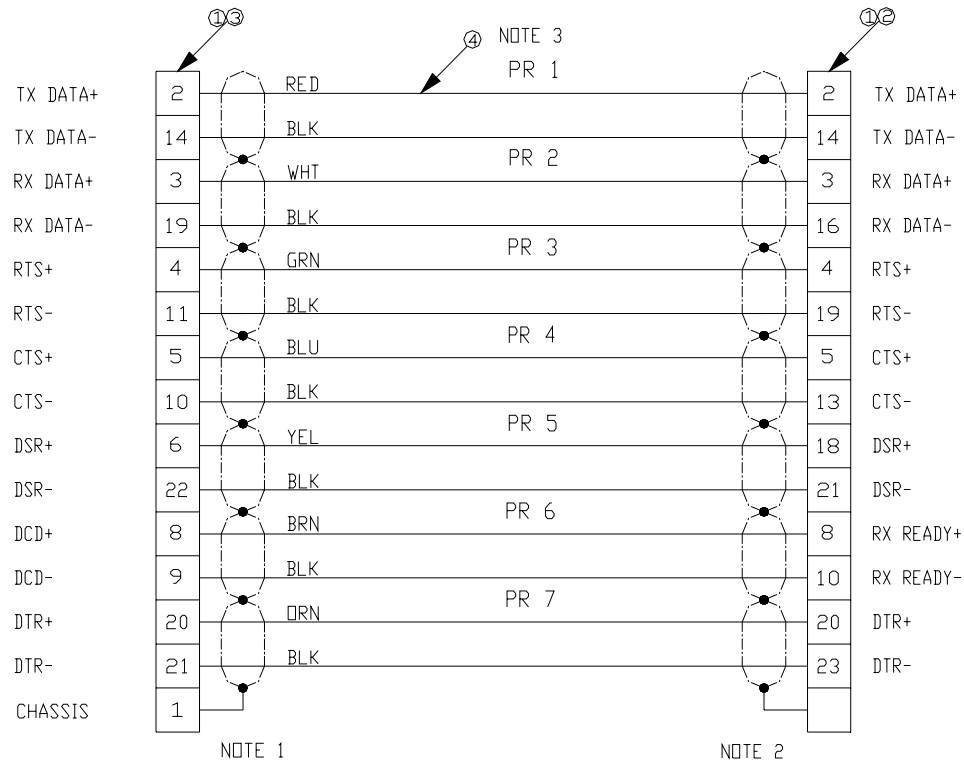 ①③ ①②
④ NOTE 3
PR 1
TX DATA+ 2 RED 2 TX DATA+
TX DATA- 14 BLK 14 TX DATA-
PR 2
RX DATA+ 3 WHT 3 RX DATA+
RX DATA- 19 BLK 16 RX DATA-
PR 3
RTS+ 4 GRN 4 RTS+
RTS- 11 BLK 19 RTS-
PR 4
CTS+ 5 BLU 5 CTS+
CTS- 10 BLK 13 CTS-
PR 5
DSR+ 6 YEL 18 DSR+
DSR- 22 BLK 21 DSR-
PR 6
DCD+ 8 BRN 8 RX READY+
DCD- 9 BLK 10 RX READY-
PR 7
DTR+ 20 ORN 20 DTR+
DTR- 21 BLK 23 DTR-
CHASSIS 1
NOTE 1 NOTE 2